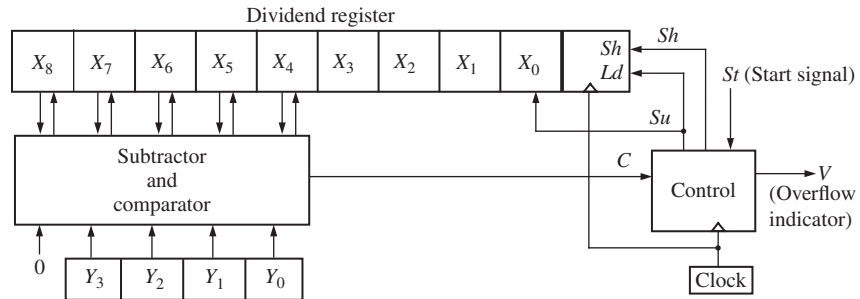 Dividend register
X₈ X₇ X₆ X₅ X₄ X₃ X₂ X₁ X₀
Sh
Ld
Sh
St (Start signal)
Su
Subtractor
and
comparator
C
Control
V
(Overflow
indicator)
0
Y₃ Y₂ Y₁ Y₀
Clock